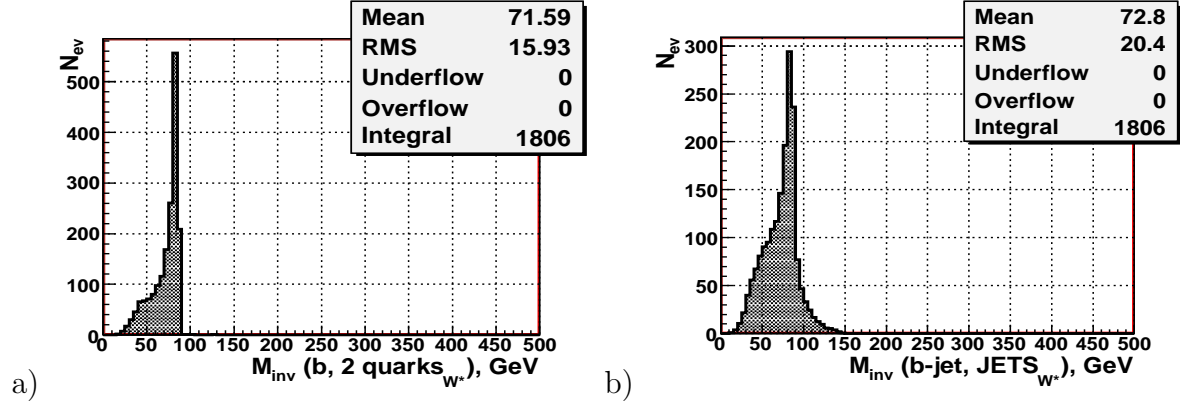 Mean 71.59
RMS 15.93
Underflow 0
Overflow 0
Integral 1806
N_ev
500
400
300
200
100
0
0 50 100 150 200 250 300 350 400 450 500
M_inv (b, 2 quarks_W*), GeV
a)
Mean 72.8
RMS 20.4
Underflow 0
Overflow 0
Integral 1806
N_ev
300
250
200
150
100
50
0
0 50 100 150 200 250 300 350 400 450 500
M_inv (b-jet, JETS_W*), GeV
b)